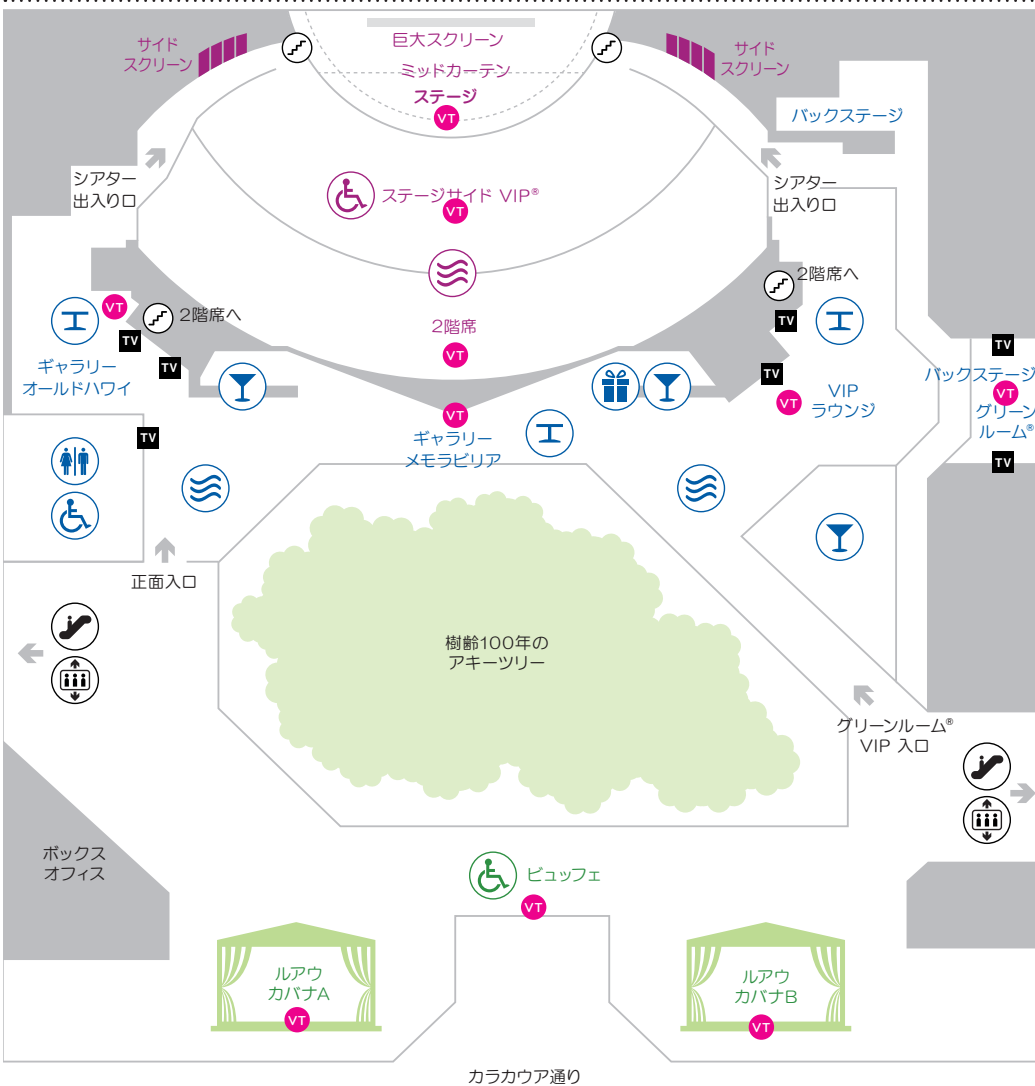 巨大スクリーン
サイド
スクリーン
サイド
スクリーン
ミッドカーテン
ステージ
VT
バックステージ
シアター
出入り口
ステージサイド VIP®
VT
シアター
出入り口
2階席へ
2階席へ
VT
TV
TV
2階席
VT
TV
TV
VT
ギャラリー
オールドハワイ
VIP
ラウンジ
TV
バックステージ
VT
グリーン
ルーム®
TV
VT
ギャラリー
メモラビリア
TV
正面入口
樹齢100年の
アキーツリー
グリーンルーム®
VIP 入口
ボックス
オフィス
ビュッフェ
VT
ルアウ
カバナA
VT
ルアウ
カバナB
VT
カラカウア通り